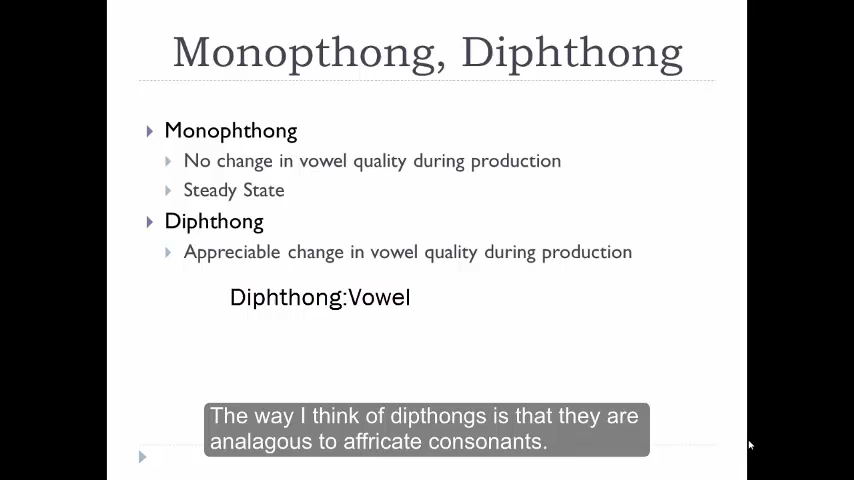 Monopthong, Diphthong
Monophthong
No change in vowel quality during production
Steady State
Diphthong
Appreciable change in vowel quality during production
Diphthong:Vowel
The way I think of dipthongs is that they are
analagous to affricate consonants.